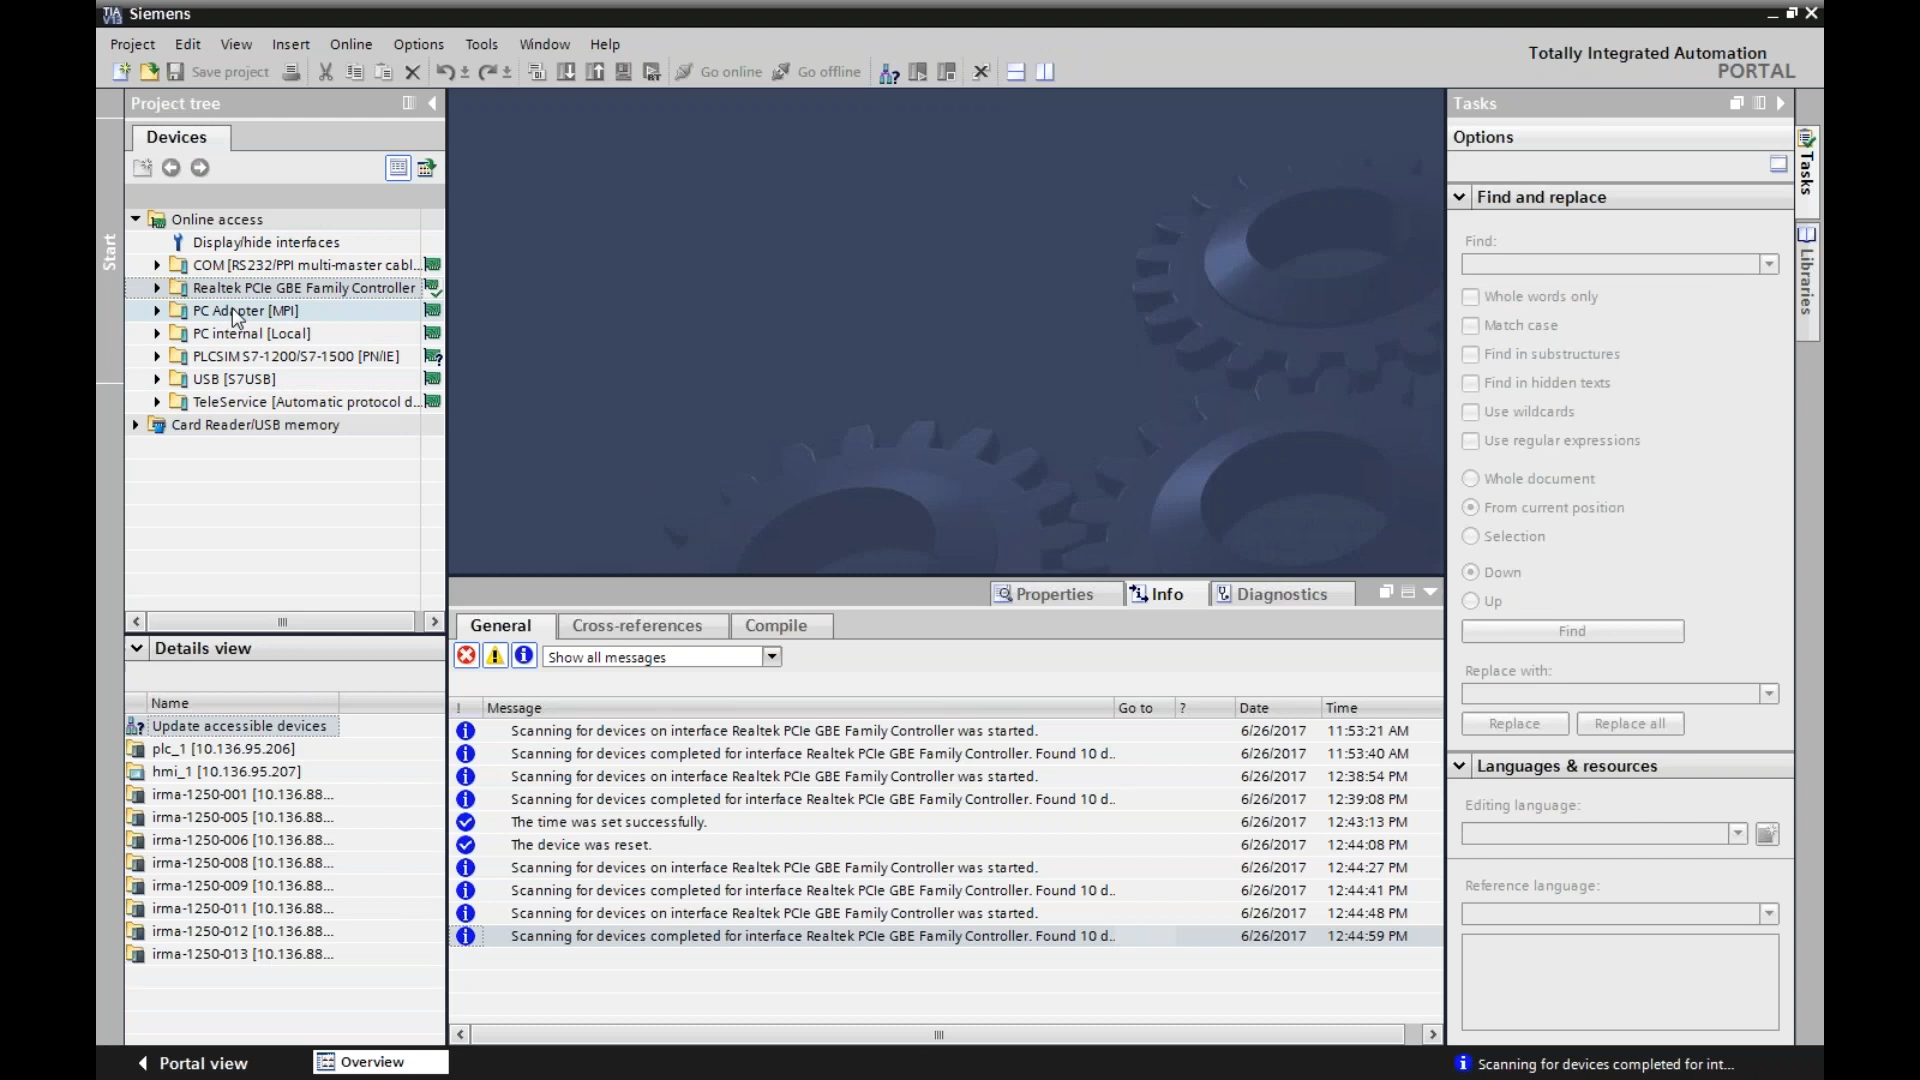 TIA V13 Siemens
Project Edit View Insert Online Options Tools Window Help
Totally Integrated Automation
PORTAL
Save project Go online Go offline
Start
Project tree
Devices
Online access
Display/hide interfaces
COM [RS232/PPI multi-master cabl...
Realtek PCIe GBE Family Controller
PC Adapter [MPI]
PC internal [Local]
PLCSIM S7-1200/S7-1500 [PN/IE]
USB [S7USB]
TeleService [Automatic protocol d...
Card Reader/USB memory
Details view
Name
Update accessible devices
plc_1 [10.136.95.206]
hmi_1 [10.136.95.207]
irma-1250-001 [10.136.88...
irma-1250-005 [10.136.88...
irma-1250-006 [10.136.88...
irma-1250-008 [10.136.88...
irma-1250-009 [10.136.88...
irma-1250-011 [10.136.88...
irma-1250-012 [10.136.88...
irma-1250-013 [10.136.88...
Properties Info Diagnostics
General Cross-references Compile
Show all messages
! Message Go to ? Date Time
Scanning for devices on interface Realtek PCIe GBE Family Controller was started. 6/26/2017 11:53:21 AM
Scanning for devices completed for interface Realtek PCIe GBE Family Controller. Found 10 d.. 6/26/2017 11:53:40 AM
Scanning for devices on interface Realtek PCIe GBE Family Controller was started. 6/26/2017 12:38:54 PM
Scanning for devices completed for interface Realtek PCIe GBE Family Controller. Found 10 d.. 6/26/2017 12:39:08 PM
The time was set successfully. 6/26/2017 12:43:13 PM
The device was reset. 6/26/2017 12:44:08 PM
Scanning for devices on interface Realtek PCIe GBE Family Controller was started. 6/26/2017 12:44:27 PM
Scanning for devices completed for interface Realtek PCIe GBE Family Controller. Found 10 d.. 6/26/2017 12:44:41 PM
Scanning for devices on interface Realtek PCIe GBE Family Controller was started. 6/26/2017 12:44:48 PM
Scanning for devices completed for interface Realtek PCIe GBE Family Controller. Found 10 d.. 6/26/2017 12:44:59 PM
Tasks
Options
Find and replace
Find:
Whole words only
Match case
Find in substructures
Find in hidden texts
Use wildcards
Use regular expressions
Whole document
From current position
Selection
Down
Up
Find
Replace with:
Replace Replace all
Languages & resources
Editing language:
Reference language:
Tasks
Libraries
Portal view Overview Scanning for devices completed for int...